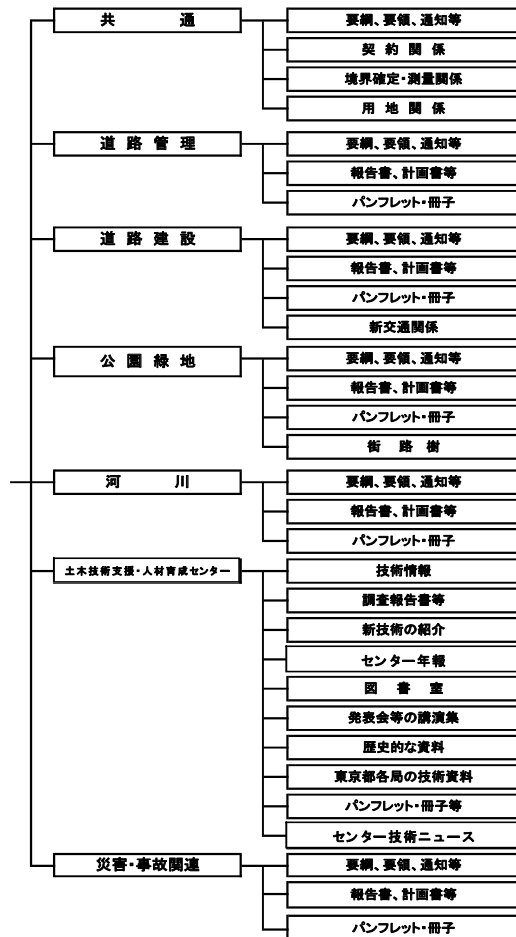 共通
要綱、要領、通知等
契約関係
境界確定・測量関係
用地関係
道路管理
要綱、要領、通知等
報告書、計画書等
パンフレット・冊子
道路建設
要綱、要領、通知等
報告書、計画書等
パンフレット・冊子
新交通関係
公園緑地
要綱、要領、通知等
報告書、計画書等
パンフレット・冊子
街路樹
河川
要綱、要領、通知等
報告書、計画書等
パンフレット・冊子
土木技術支援・人材育成センター
技術情報
調査報告書等
新技術の紹介
センター年報
図書室
発表会等の講演集
歴史的な資料
東京都各局の技術資料
パンフレット・冊子等
センター技術ニュース
災害・事故関連
要綱、要領、通知等
報告書、計画書等
パンフレット・冊子